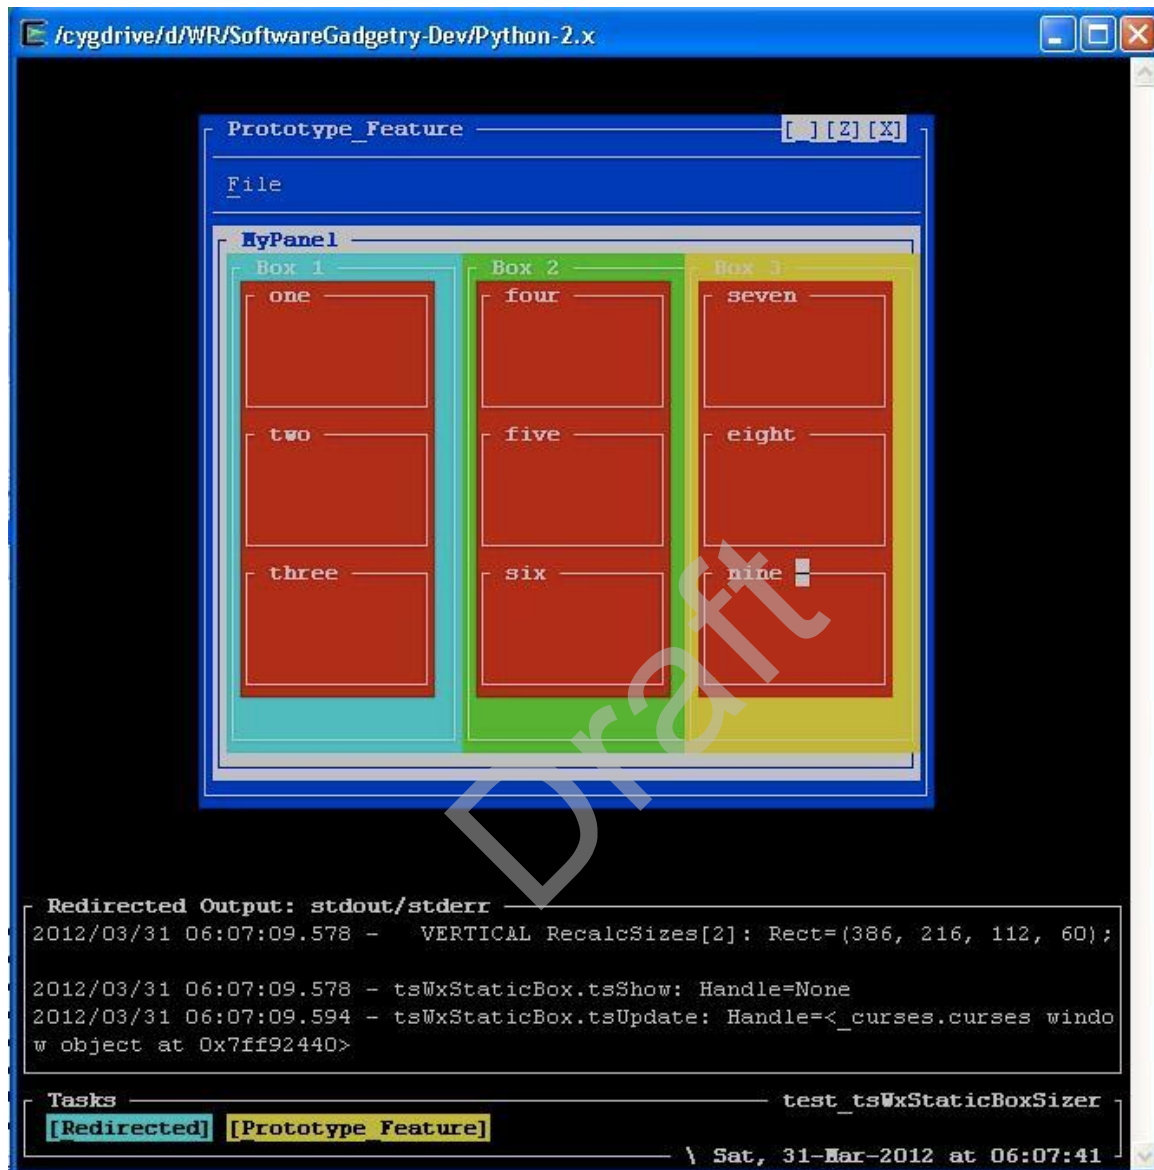 /cygdrive/d/WR/SoftwareGadgetry-Dev/Python-2.x
Prototype_Feature [_][Z][X]
File
MyPanel
Box 1 Box 2 Box 3
one four seven
two five eight
three six nine
Draft
Redirected Output: stdout/stderr
2012/03/31 06:07:09.578 - VERTICAL RecalcSizes[2]: Rect=(386, 216, 112, 60);
2012/03/31 06:07:09.578 - tsWxStaticBox.tsShow: Handle=None
2012/03/31 06:07:09.594 - tsWxStaticBox.tsUpdate: Handle=<_curses.curses windo
w object at 0x7ff92440>
Tasks test_tsWxStaticBoxSizer
[Redirected] [Prototype_Feature]
\ Sat, 31-Mar-2012 at 06:07:41